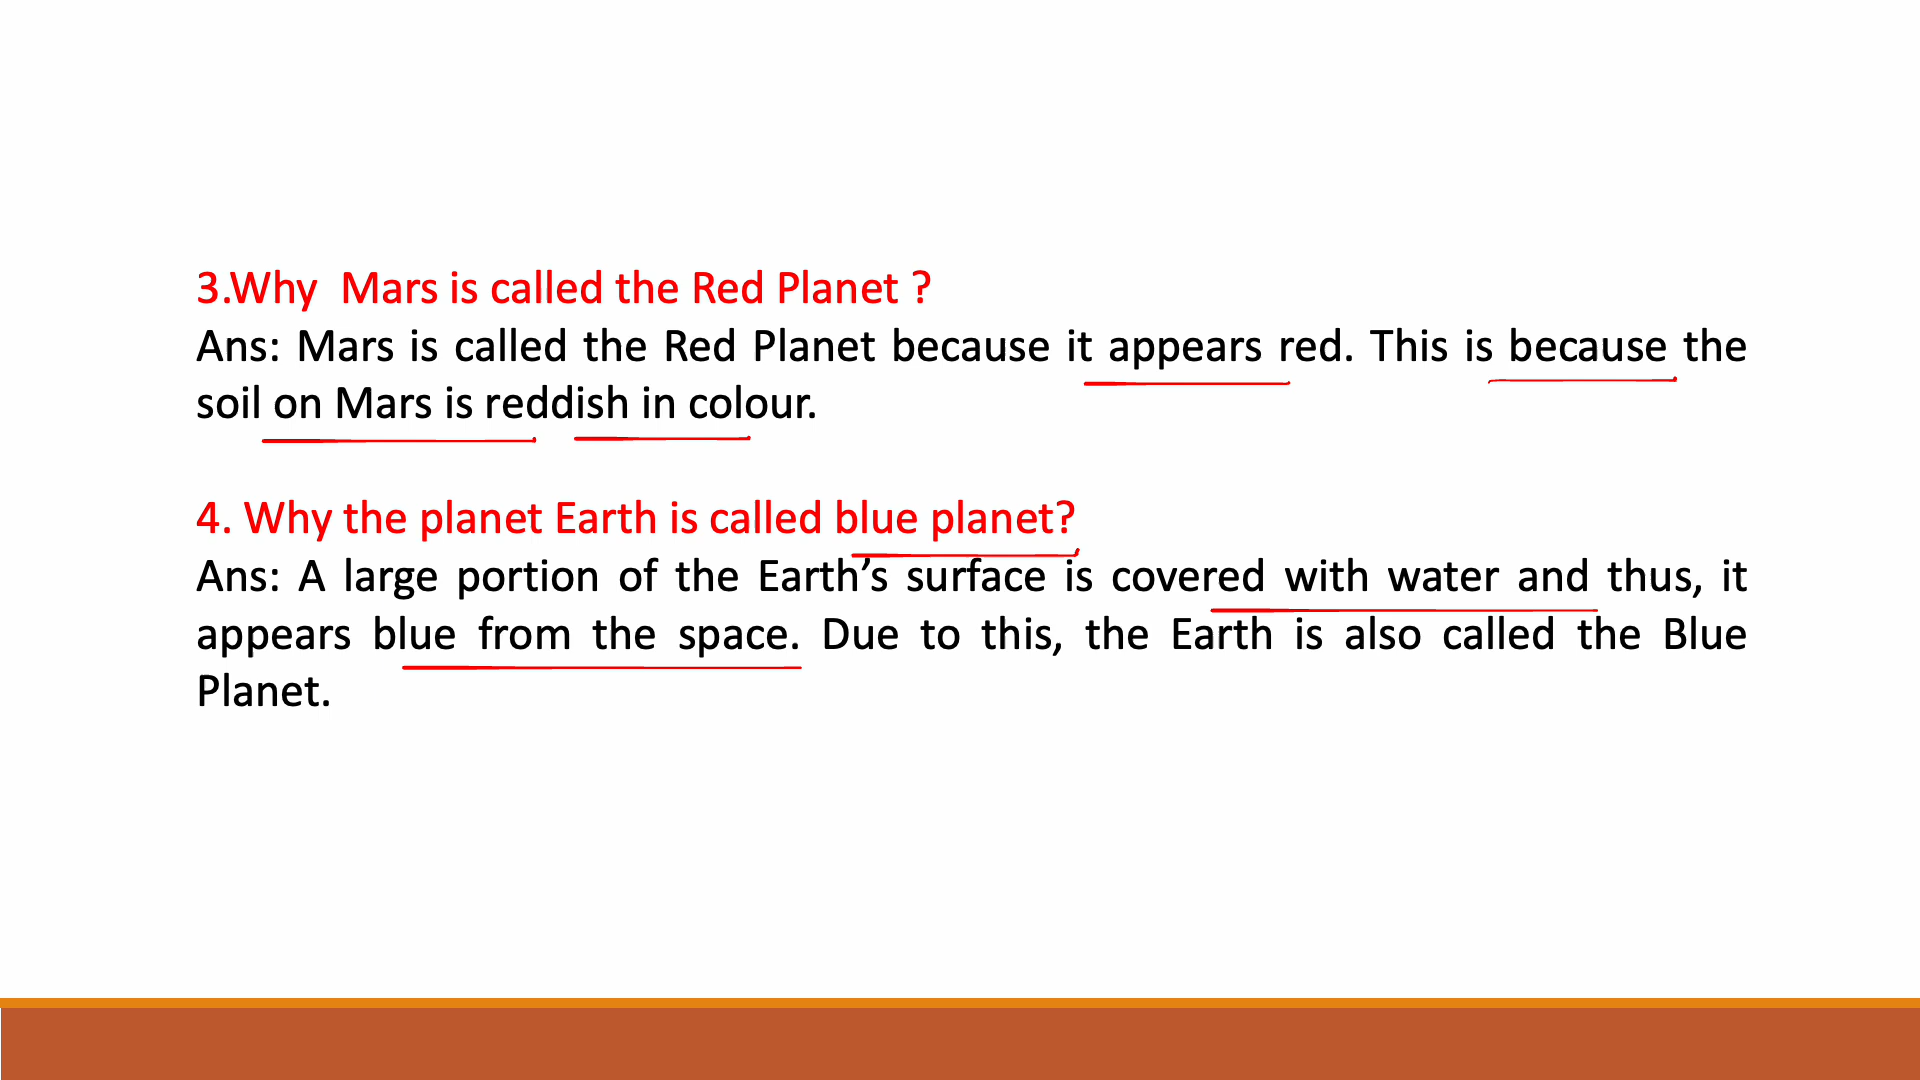 3.Why  Mars is called the Red Planet ?
Ans: Mars is called the Red Planet because it appears red. This is because the
soil on Mars is reddish in colour.
4. Why the planet Earth is called blue planet?
Ans: A large portion of the Earth’s surface is covered with water and thus, it
appears blue from the space. Due to this, the Earth is also called the Blue
Planet.